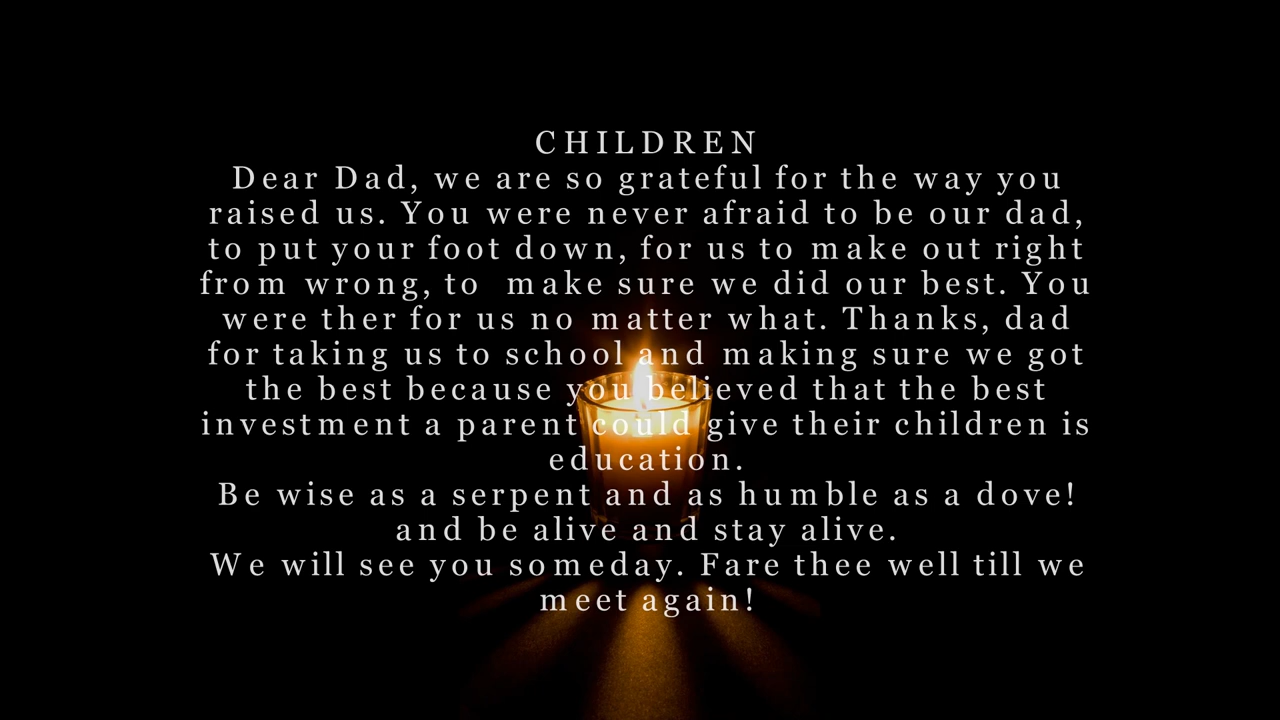 CHILDREN
Dear Dad, we are so grateful for the way you
raised us. You were never afraid to be our dad,
to put your foot down, for us to make out right
from wrong, to  make sure we did our best. You
were ther for us no matter what. Thanks, dad
for taking us to school and making sure we got
the best because you believed that the best
investment a parent could give their children is
education.
Be wise as a serpent and as humble as a dove!
and be alive and stay alive.
We will see you someday. Fare thee well till we
meet again!